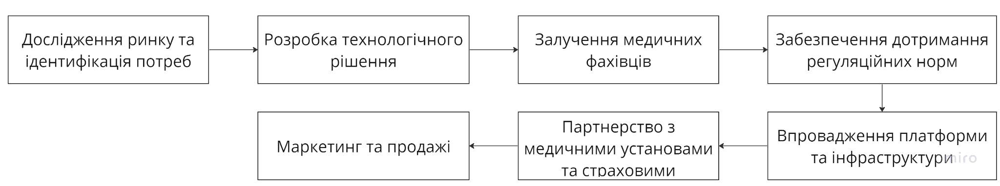 Дослідження ринку та
ідентифікація потреб
Розробка технологічного
рішення
Залучення медичних
фахівців
Забезпечення дотримання
регуляційних норм
Впровадження платформи
та інфраструктури
miro
Партнерство з
медичними установами
та страховими
Маркетинг та продажі